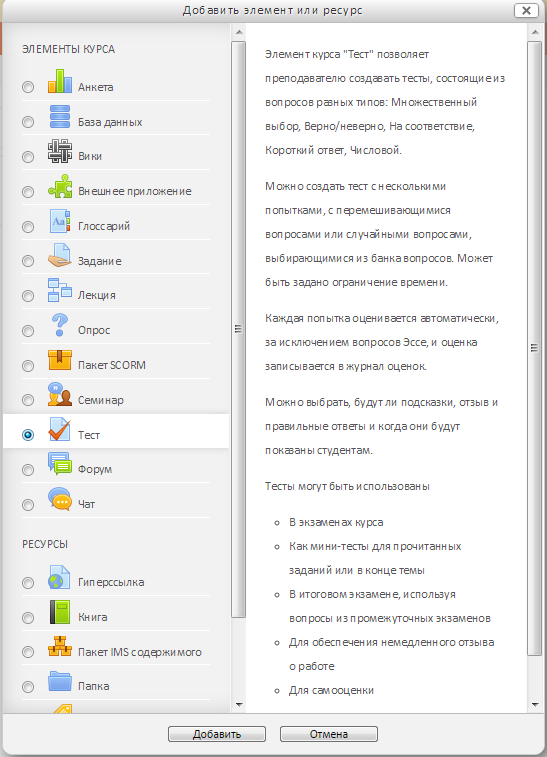 Добавить элемент или ресурс
ЭЛЕМЕНТЫ КУРСА
Анкета
База данных
Вики
Внешнее приложение
Глоссарий
Задание
Лекция
Опрос
Пакет SCORM
Семинар
Тест
Форум
Чат
РЕСУРСЫ
Гиперссылка
Книга
Пакет IMS содержимого
Папка
Элемент курса "Тест" позволяет
преподавателю создавать тесты, состоящие из
вопросов разных типов: Множественный
выбор, Верно/неверно, На соответствие,
Короткий ответ, Числовой.
Можно создать тест с несколькими
попытками, с перемешивающимися
вопросами или случайными вопросами,
выбирающимися из банка вопросов. Может
быть задано ограничение времени.
Каждая попытка оценивается автоматически,
за исключением вопросов Эссе, и оценка
записывается в журнал оценок.
Можно выбрать, будут ли подсказки, отзыв и
правильные ответы и когда они будут
показаны студентам.
Тесты могут быть использованы
В экзаменах курса
Как мини-тесты для прочитанных
заданий или в конце темы
В итоговом экзамене, используя
вопросы из промежуточных экзаменов
Для обеспечения немедленного отзыва
о работе
Для самооценки
Добавить
Отмена